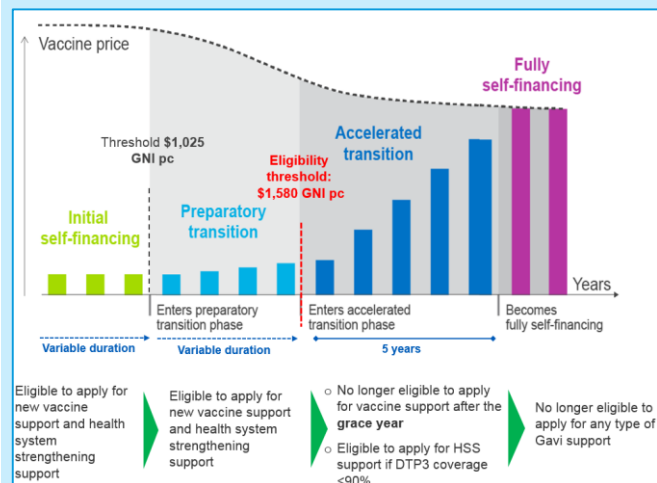 Vaccine price
Fully
self-financing
Threshold $1,025
GNI pc
Accelerated
transition
Eligibility
threshold:
$1,580 GNI pc
Initial
self-financing
Preparatory
transition
Years
Enters preparatory
transition phase
Enters accelerated
transition phase
Becomes
fully self-financing
Variable duration
Variable duration
5 years
Eligible to apply for
new vaccine
support and health
system
strengthening
support
Eligible to apply for
new vaccine support
and health system
strengthening
support
○ No longer eligible to apply
for vaccine support after the
grace year
○ Eligible to apply for HSS
support if DTP3 coverage
<90%
No longer eligible to
apply for any type of
Gavi support